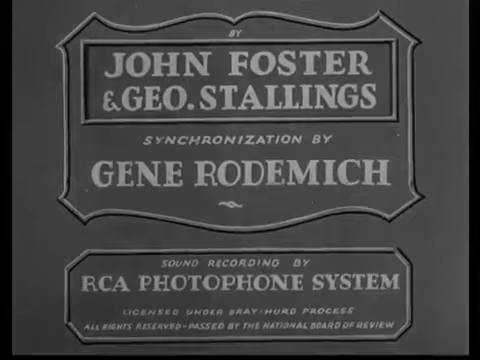 BY
JOHN FOSTER
& GEO. STALLINGS
SYNCHRONIZATION BY
GENE RODEMICH
SOUND RECORDING BY
RCA PHOTOPHONE SYSTEM
LICENSED UNDER BRAY-HURD PROCESS
ALL RIGHTS RESERVED-PASSED BY THE NATIONAL BOARD OF REVIEW